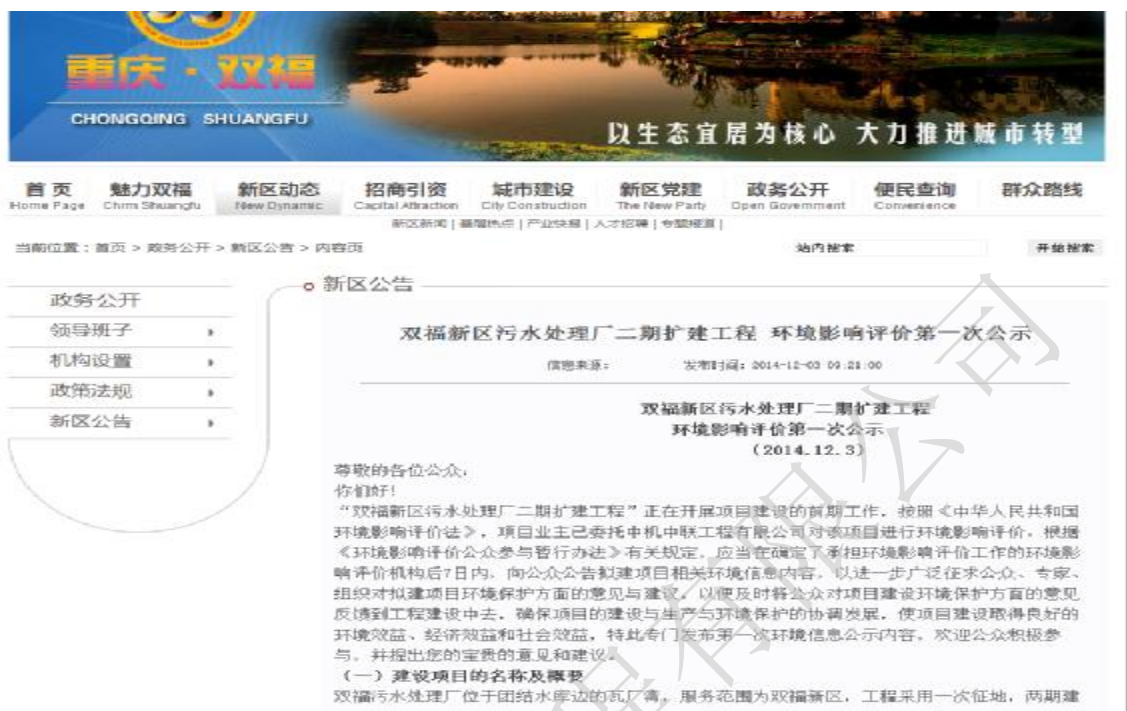 重庆·双福
CHONGQING SHUANGFU
以生态宜居为核心 大力推进城市转型
首页 魅力双福 新区动态 招商引资 城市建设 新区党建 政务公开 便民查询 群众路线
Home Page Chrm Shuangfu New Dynamic Capital Attraction City Construction The New Party Open Government Convenience
新区新闻 | 基层热点 | 产业快报 | 人才招聘 | 专题报道 |
当前位置：首页 > 政务公开 > 新区公告 > 内容页 站内搜索 开始搜索
政务公开
领导班子
机构设置
政策法规
新区公告
新区公告
双福新区污水处理厂二期扩建工程 环境影响评价第一次公示
信息来源： 发布时间：2014-12-03 09:21:00
双福新区污水处理厂二期扩建工程
环境影响评价第一次公示
（2014.12.3）
尊敬的各位公众，
你们好！
“双福新区污水处理厂二期扩建工程”正在开展项目建设的前期工作，按照《中华人民共和国
环境影响评价法》，项目业主已委托中机中联工程有限公司对该项目进行环境影响评价，根据
《环境影响评价公众参与暂行办法》有关规定，应当在确定了承担环境影响评价工作的环境影
响评价机构后7日内，向公众公告拟建项目相关环境信息内容，以进一步广泛征求公众、专家、
组织对拟建项目环境保护方面的意见与建议，以便及时将公众对项目建设环境保护方面的意见
反馈到工程建设中去，确保项目的建设与生产与环境保护的协调发展，使项目建设取得良好的
环境效益、经济效益和社会效益，特此专门发布第一次环境信息公示内容，欢迎公众积极参
与，并提出您的宝贵的意见和建议。
（一）建设项目的名称及概要
双福污水处理厂位于团结水库边的瓦厂湾，服务范围为双福新区，工程采用一次征地，两期建
限有限公司